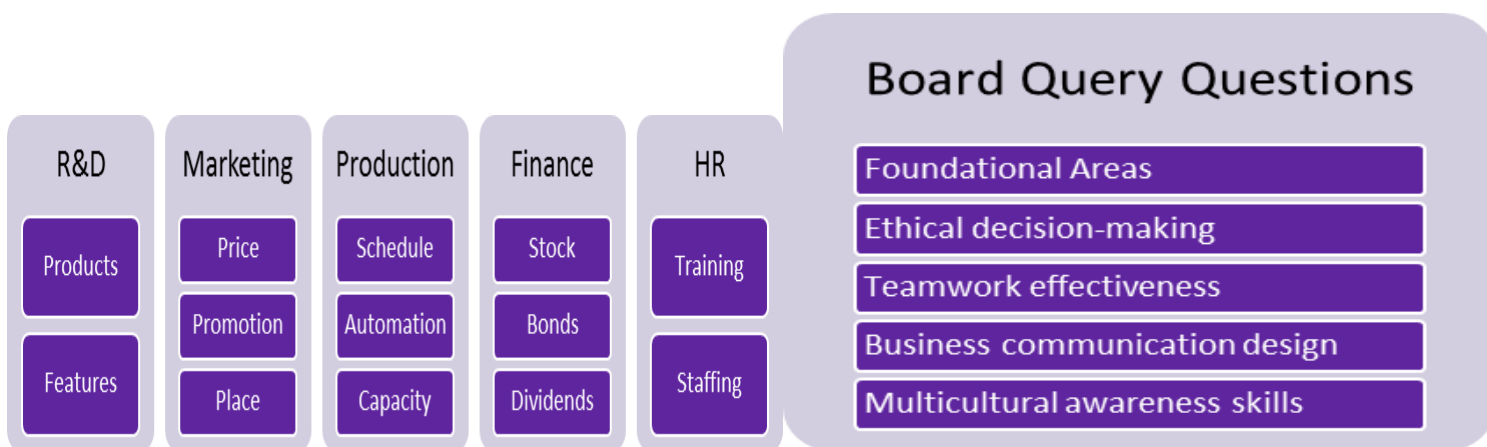 R&D
Products
Features
Marketing
Price
Promotion
Place
Production
Schedule
Automation
Capacity
Finance
Stock
Bonds
Dividends
HR
Training
Staffing
Board Query Questions
Foundational Areas
Ethical decision-making
Teamwork effectiveness
Business communication design
Multicultural awareness skills